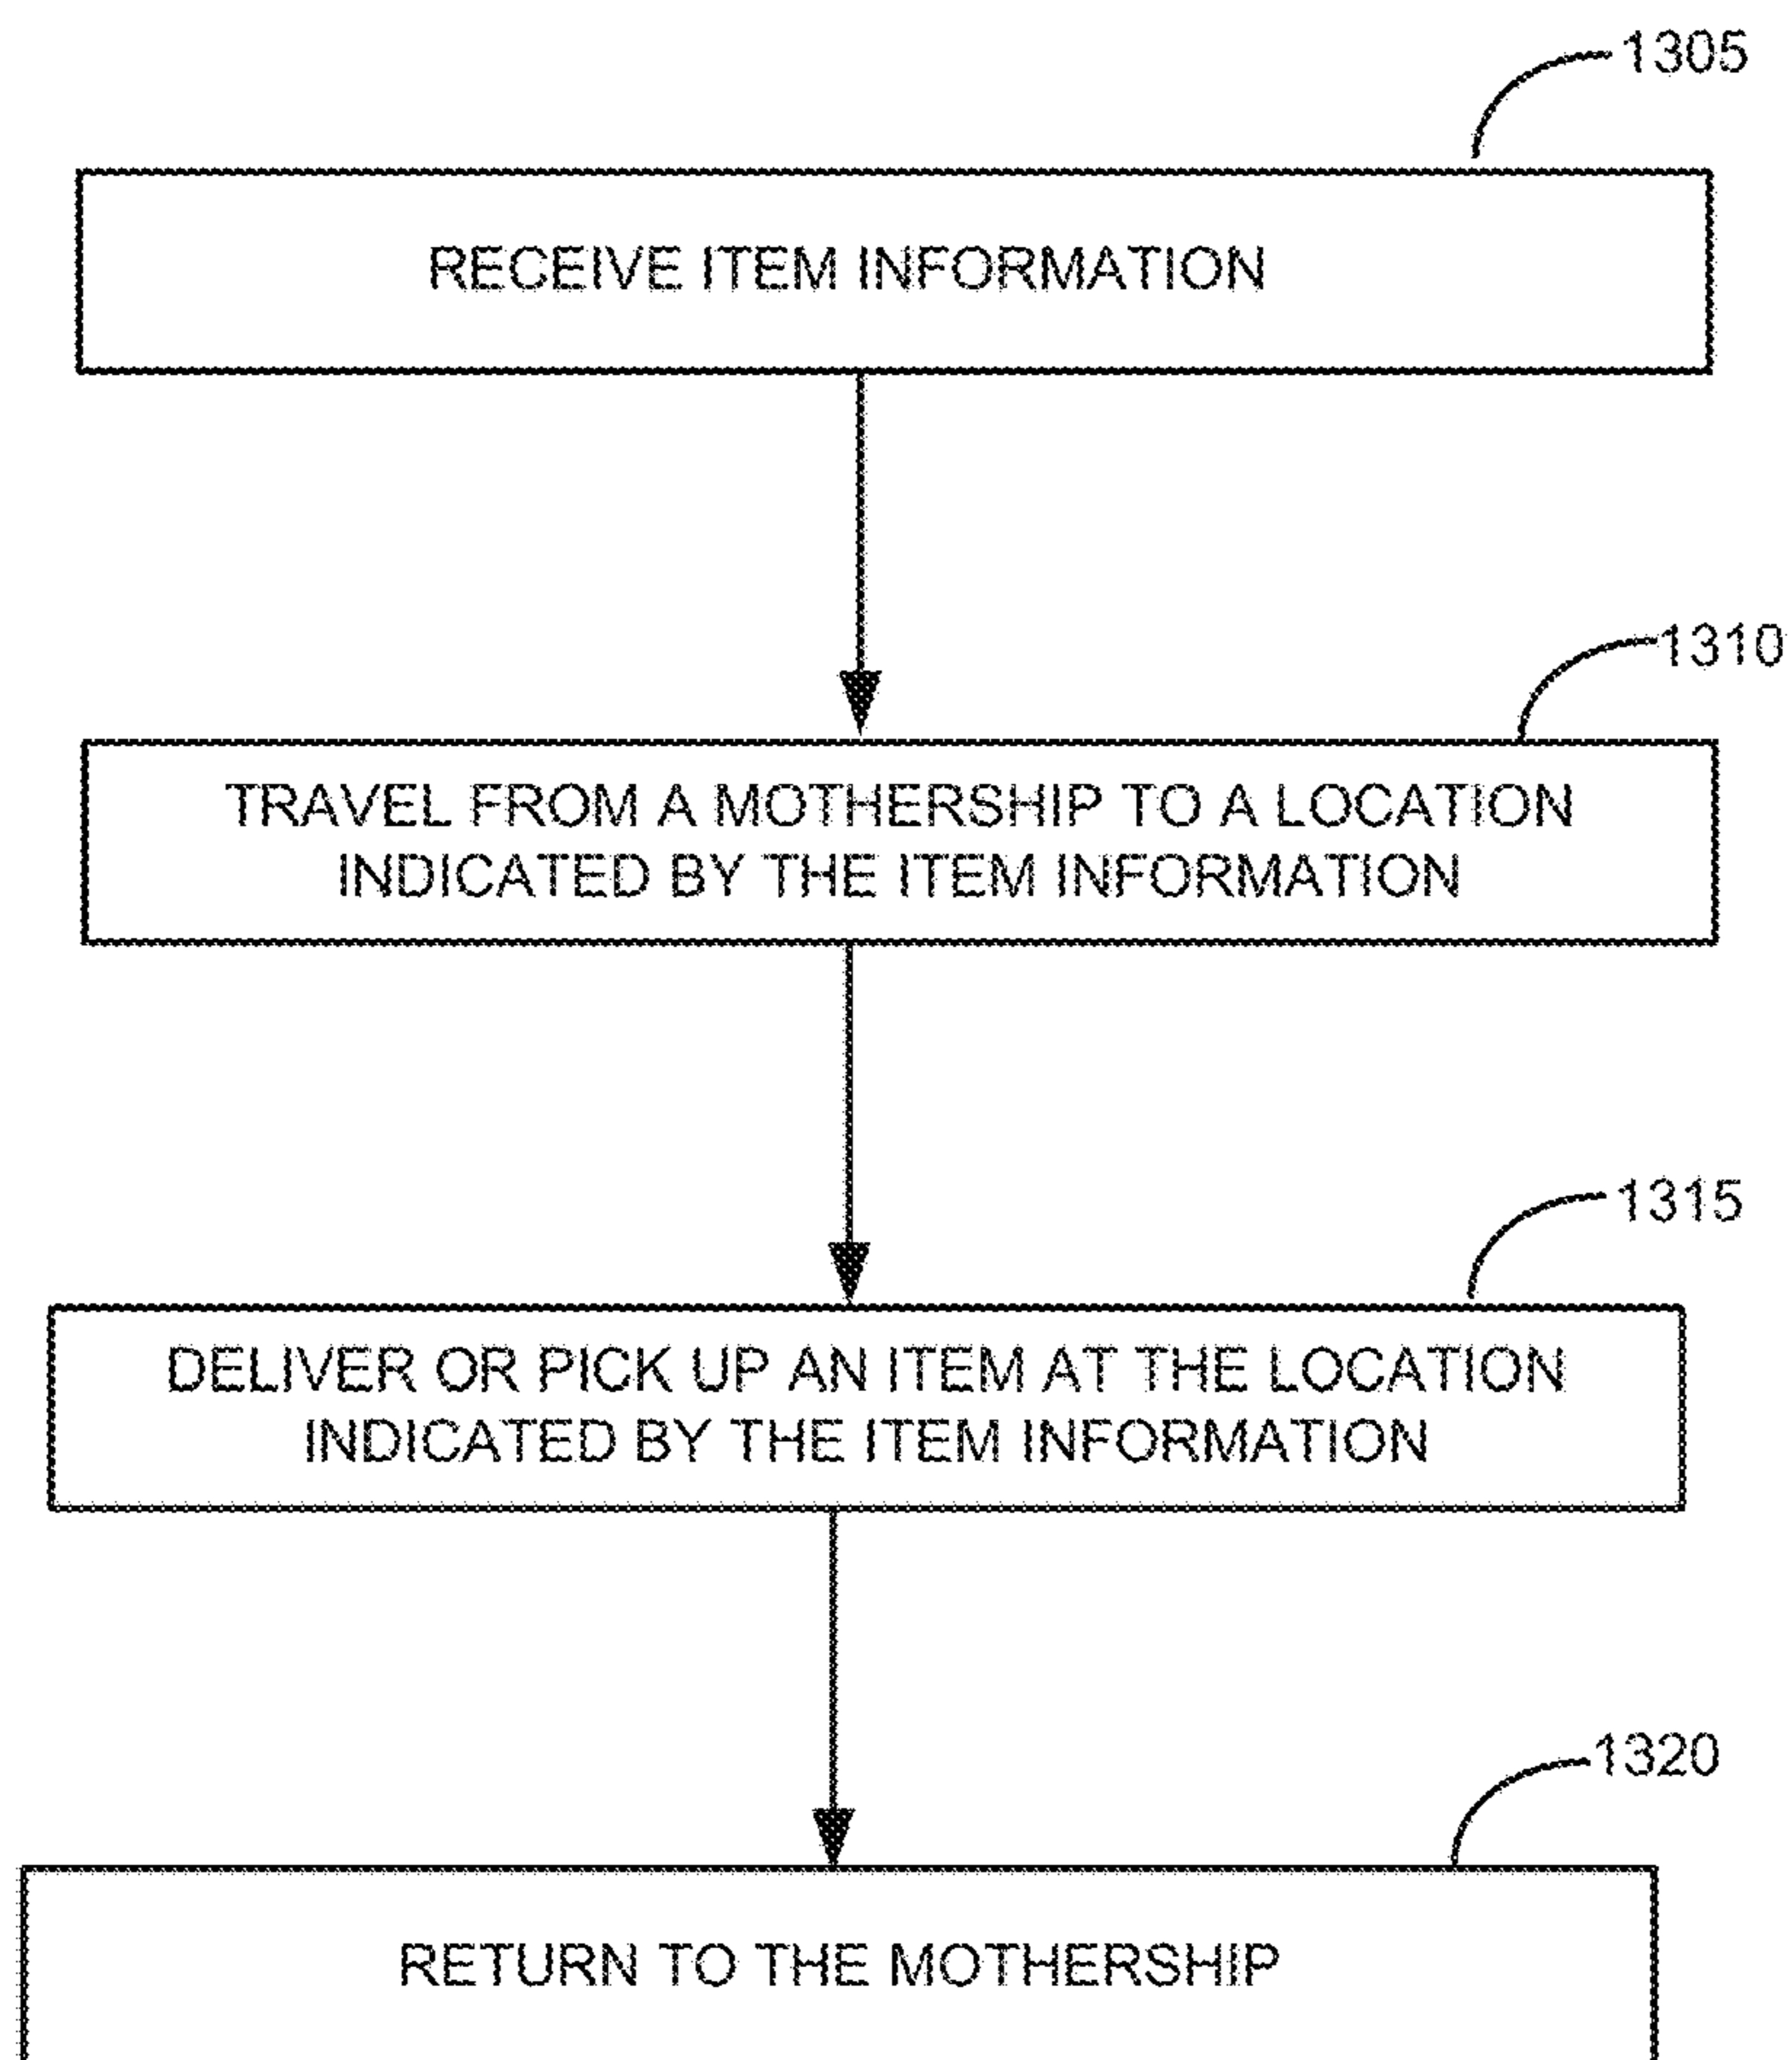 1305
RECEIVE ITEM INFORMATION
1310
TRAVEL FROM A MOTHERSHIP TO A LOCATION
INDICATED BY THE ITEM INFORMATION
1315
DELIVER OR PICK UP AN ITEM AT THE LOCATION
INDICATED BY THE ITEM INFORMATION
1320
RETURN TO THE MOTHERSHIP